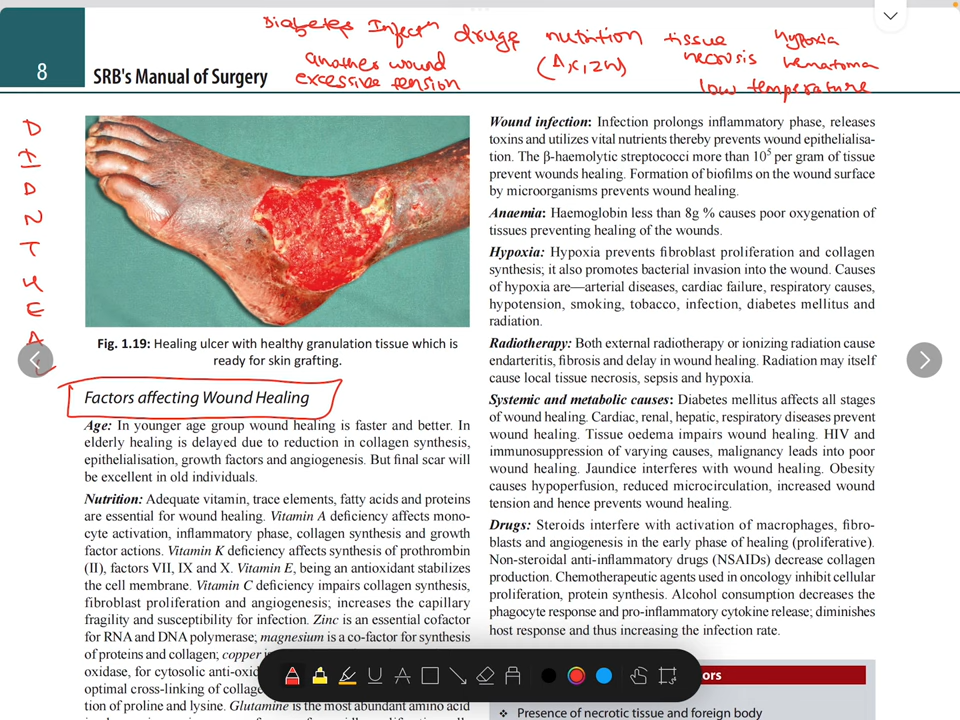 Diabetes Infectn druge nutrition tissue hypoxia
another wound (A,K,Zn) necrosis hematoma
excessive tension low temperature
8 SRB's Manual of Surgery
D
Fig. 1.19: Healing ulcer with healthy granulation tissue which is
ready for skin grafting.
Factors affecting Wound Healing
Age: In younger age group wound healing is faster and better. In
elderly healing is delayed due to reduction in collagen synthesis,
epithelialisation, growth factors and angiogenesis. But final scar will
be excellent in old individuals.
Nutrition: Adequate vitamin, trace elements, fatty acids and proteins
are essential for wound healing. Vitamin A deficiency affects mono-
cyte activation, inflammatory phase, collagen synthesis and growth
factor actions. Vitamin K deficiency affects synthesis of prothrombin
(II), factors VII, IX and X. Vitamin E, being an antioxidant stabilizes
the cell membrane. Vitamin C deficiency impairs collagen synthesis,
fibroblast proliferation and angiogenesis; increases the capillary
fragility and susceptibility for infection. Zinc is an essential cofactor
for RNA and DNA polymerase; magnesium is a co-factor for synthesis
of proteins and collagen; copper
oxidase, for cytosolic anti-oxid
optimal cross-linking of collage
tion of proline and lysine. Glutamine is the most abundant amino acid
Wound infection: Infection prolongs inflammatory phase, releases
toxins and utilizes vital nutrients thereby prevents wound epithelialisa-
tion. The β-haemolytic streptococci more than 10⁵ per gram of tissue
prevent wounds healing. Formation of biofilms on the wound surface
by microorganisms prevents wound healing.
Anaemia: Haemoglobin less than 8g % causes poor oxygenation of
tissues preventing healing of the wounds.
Hypoxia: Hypoxia prevents fibroblast proliferation and collagen
synthesis; it also promotes bacterial invasion into the wound. Causes
of hypoxia are—arterial diseases, cardiac failure, respiratory causes,
hypotension, smoking, tobacco, infection, diabetes mellitus and
radiation.
Radiotherapy: Both external radiotherapy or ionizing radiation cause
endarteritis, fibrosis and delay in wound healing. Radiation may itself
cause local tissue necrosis, sepsis and hypoxia.
Systemic and metabolic causes: Diabetes mellitus affects all stages
of wound healing. Cardiac, renal, hepatic, respiratory diseases prevent
wound healing. Tissue oedema impairs wound healing. HIV and
immunosuppression of varying causes, malignancy leads into poor
wound healing. Jaundice interferes with wound healing. Obesity
causes hypoperfusion, reduced microcirculation, increased wound
tension and hence prevents wound healing.
Drugs: Steroids interfere with activation of macrophages, fibro-
blasts and angiogenesis in the early phase of healing (proliferative).
Non-steroidal anti-inflammatory drugs (NSAIDs) decrease collagen
production. Chemotherapeutic agents used in oncology inhibit cellular
proliferation, protein synthesis. Alcohol consumption decreases the
phagocyte response and pro-inflammatory cytokine release; diminishes
host response and thus increasing the infection rate.
ors
❖ Presence of necrotic tissue and foreign body